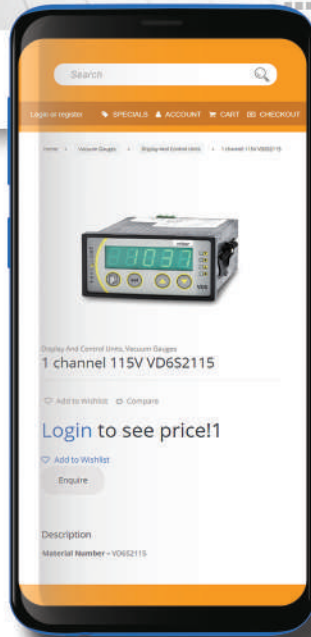 Search
Login or register SPECIALS ACCOUNT CART CHECKOUT
Home › Vacuum Gauges › Display And Control Units › 1 channel 115V VD6S2115
1037
Display And Control Units, Vacuum Gauges
1 channel 115V VD6S2115
Add to Wishlist Compare
Login to see price!1
Add to Wishlist
Enquire
Description
Material Number – VD6S2115